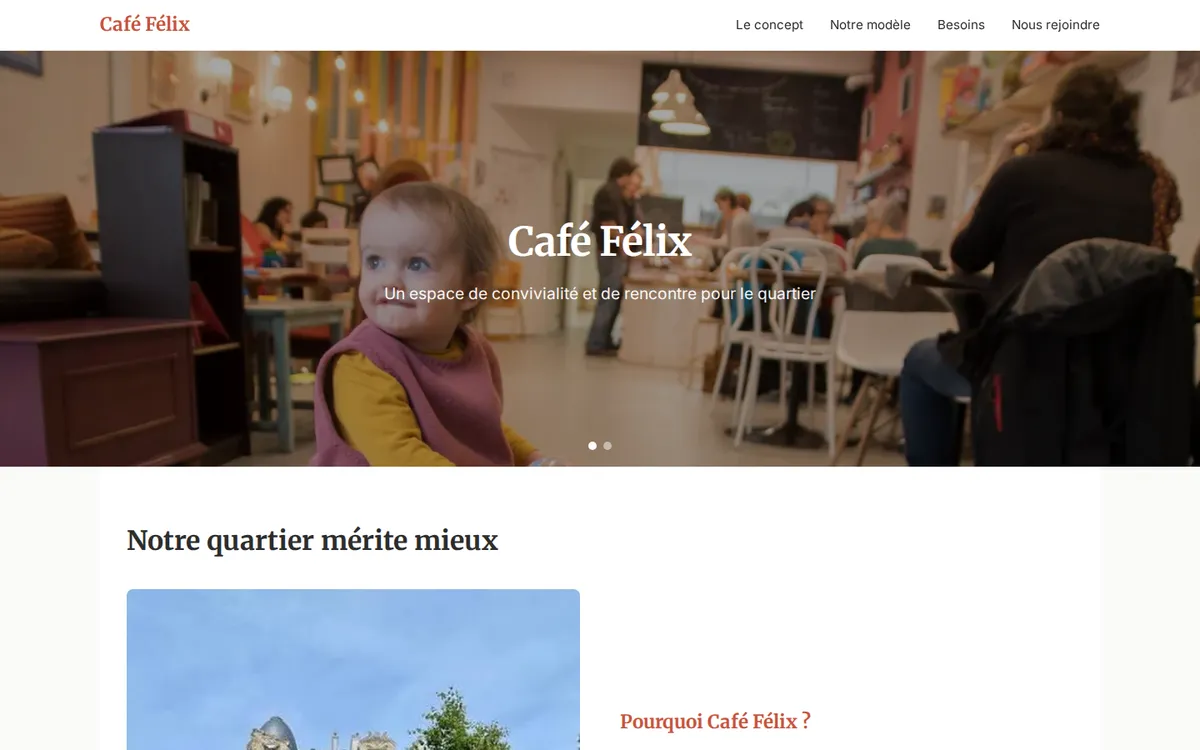 Café Félix
Le concept
Notre modèle
Besoins
Nous rejoindre
Café Félix
Un espace de convivialité et de rencontre pour le quartier
Notre quartier mérite mieux
Pourquoi Café Félix ?